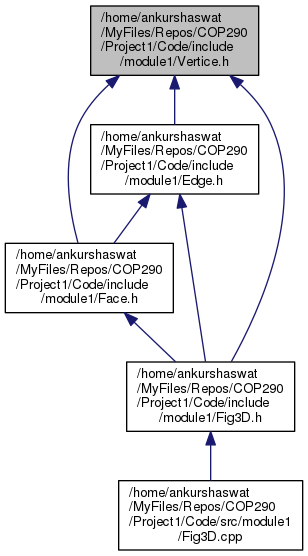 /home/ankurshaswat
/MyFiles/Repos/COP290
/Project1/Code/include
/module1/Vertice.h
/home/ankurshaswat
/MyFiles/Repos/COP290
/Project1/Code/include
/module1/Edge.h
/home/ankurshaswat
/MyFiles/Repos/COP290
/Project1/Code/include
/module1/Face.h
/home/ankurshaswat
/MyFiles/Repos/COP290
/Project1/Code/include
/module1/Fig3D.h
/home/ankurshaswat
/MyFiles/Repos/COP290
/Project1/Code/src/module1
/Fig3D.cpp